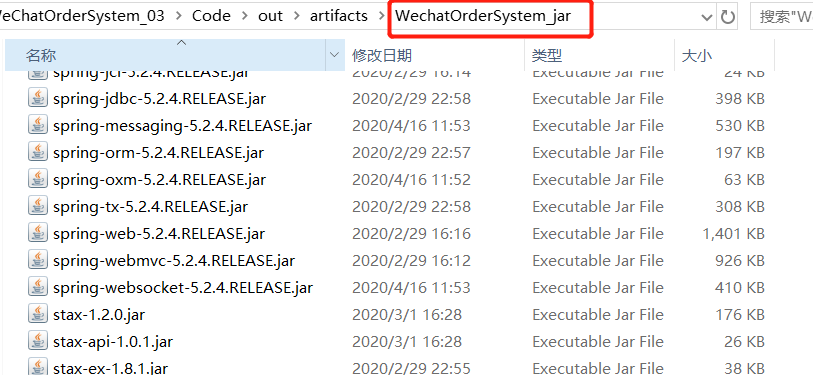 VeChatOrderSystem_03 > Code > out > artifacts > WechatOrderSystem_jar 搜索"W
名称 修改日期 类型 大小
spring-jcl-5.2.4.RELEASE.jar 2020/2/29 16:14 Executable Jar File 24 KB
spring-jdbc-5.2.4.RELEASE.jar 2020/2/29 22:58 Executable Jar File 398 KB
spring-messaging-5.2.4.RELEASE.jar 2020/4/16 11:53 Executable Jar File 530 KB
spring-orm-5.2.4.RELEASE.jar 2020/2/29 22:57 Executable Jar File 197 KB
spring-oxm-5.2.4.RELEASE.jar 2020/4/16 11:52 Executable Jar File 63 KB
spring-tx-5.2.4.RELEASE.jar 2020/2/29 22:58 Executable Jar File 308 KB
spring-web-5.2.4.RELEASE.jar 2020/2/29 16:16 Executable Jar File 1,401 KB
spring-webmvc-5.2.4.RELEASE.jar 2020/2/29 16:12 Executable Jar File 926 KB
spring-websocket-5.2.4.RELEASE.jar 2020/4/16 11:53 Executable Jar File 410 KB
stax-1.2.0.jar 2020/3/1 16:28 Executable Jar File 176 KB
stax-api-1.0.1.jar 2020/3/1 16:28 Executable Jar File 26 KB
stax-ex-1.8.1.jar 2020/2/29 22:55 Executable Jar File 38 KB